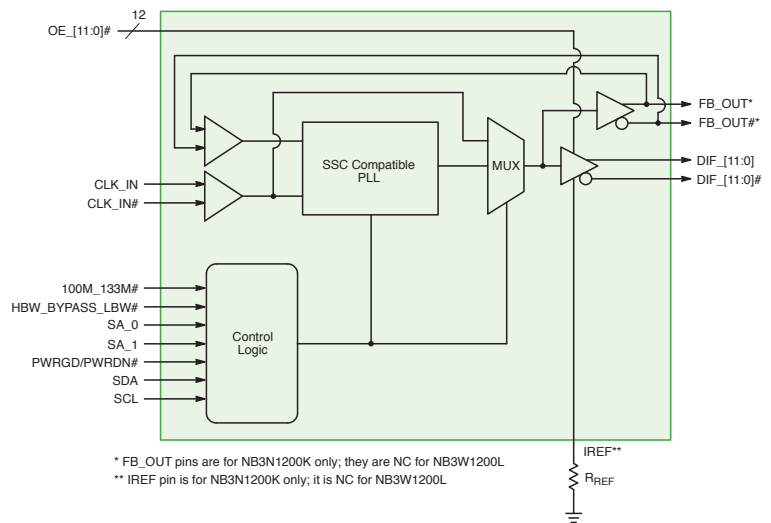 12
OE_[11:0]#
FB_OUT*
FB_OUT#*
SSC Compatible
PLL
MUX
DIF_[11:0]
DIF_[11:0]#
CLK_IN
CLK_IN#
100M_133M#
HBW_BYPASS_LBW#
SA_0
SA_1
PWRGD/PWRDN#
SDA
SCL
Control
Logic
IREF**
RREF
* FB_OUT pins are for NB3N1200K only; they are NC for NB3W1200L
** IREF pin is for NB3N1200K only; it is NC for NB3W1200L